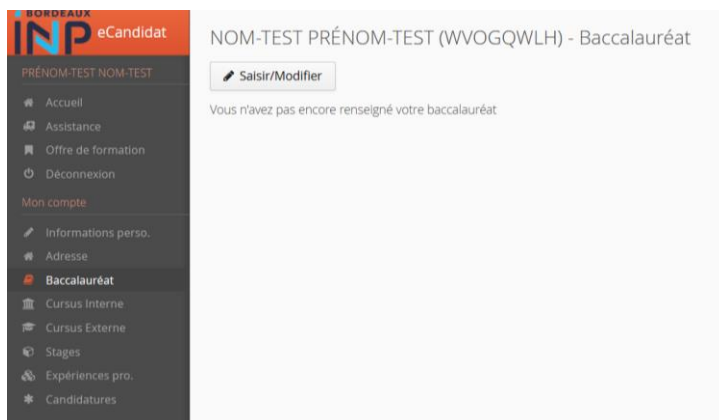 BORDEAUX
INP
eCandidat
PRÉNOM-TEST NOM-TEST
Accueil
Assistance
Offre de formation
Déconnexion
Mon compte
Informations perso.
Adresse
Baccalauréat
Cursus Interne
Cursus Externe
Stages
Expériences pro.
Candidatures
NOM-TEST PRÉNOM-TEST (WVOGQWLH) - Baccalauréat
Saisir/Modifier
Vous n'avez pas encore renseigné votre baccalauréat